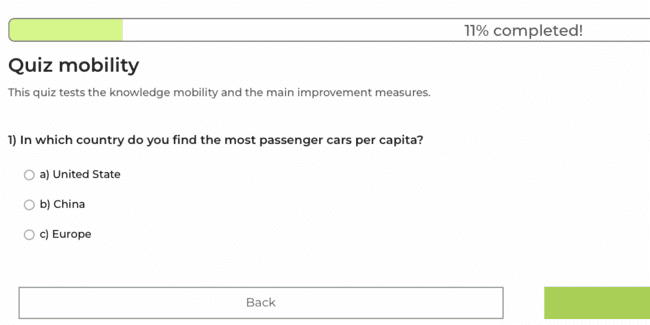 11% completed!
Quiz mobility
This quiz tests the knowledge mobility and the main improvement measures.
1) In which country do you find the most passenger cars per capita?
a) United State
b) China
c) Europe
Back